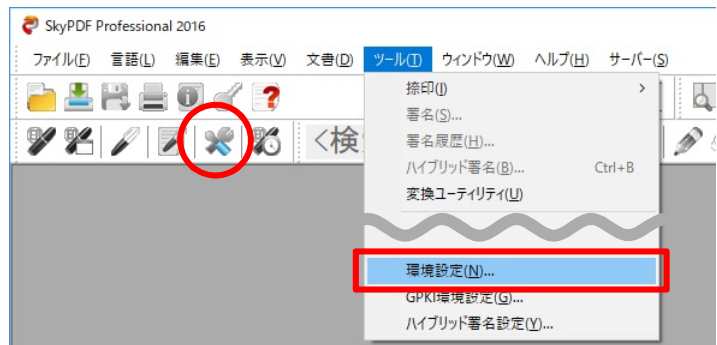 SkyPDF Professional 2016
ファイル(F) 言語(L) 編集(E) 表示(V) 文書(D) ツール(T) ウィンドウ(W) ヘルプ(H) サーバー(S)
捺印(I)
署名(S)...
<検
署名履歴(H)...
ハイブリッド署名(B)... Ctrl+B
変換ユーティリティ(U)
環境設定(N)...
GPKI環境設定(G)...
ハイブリッド署名設定(Y)...